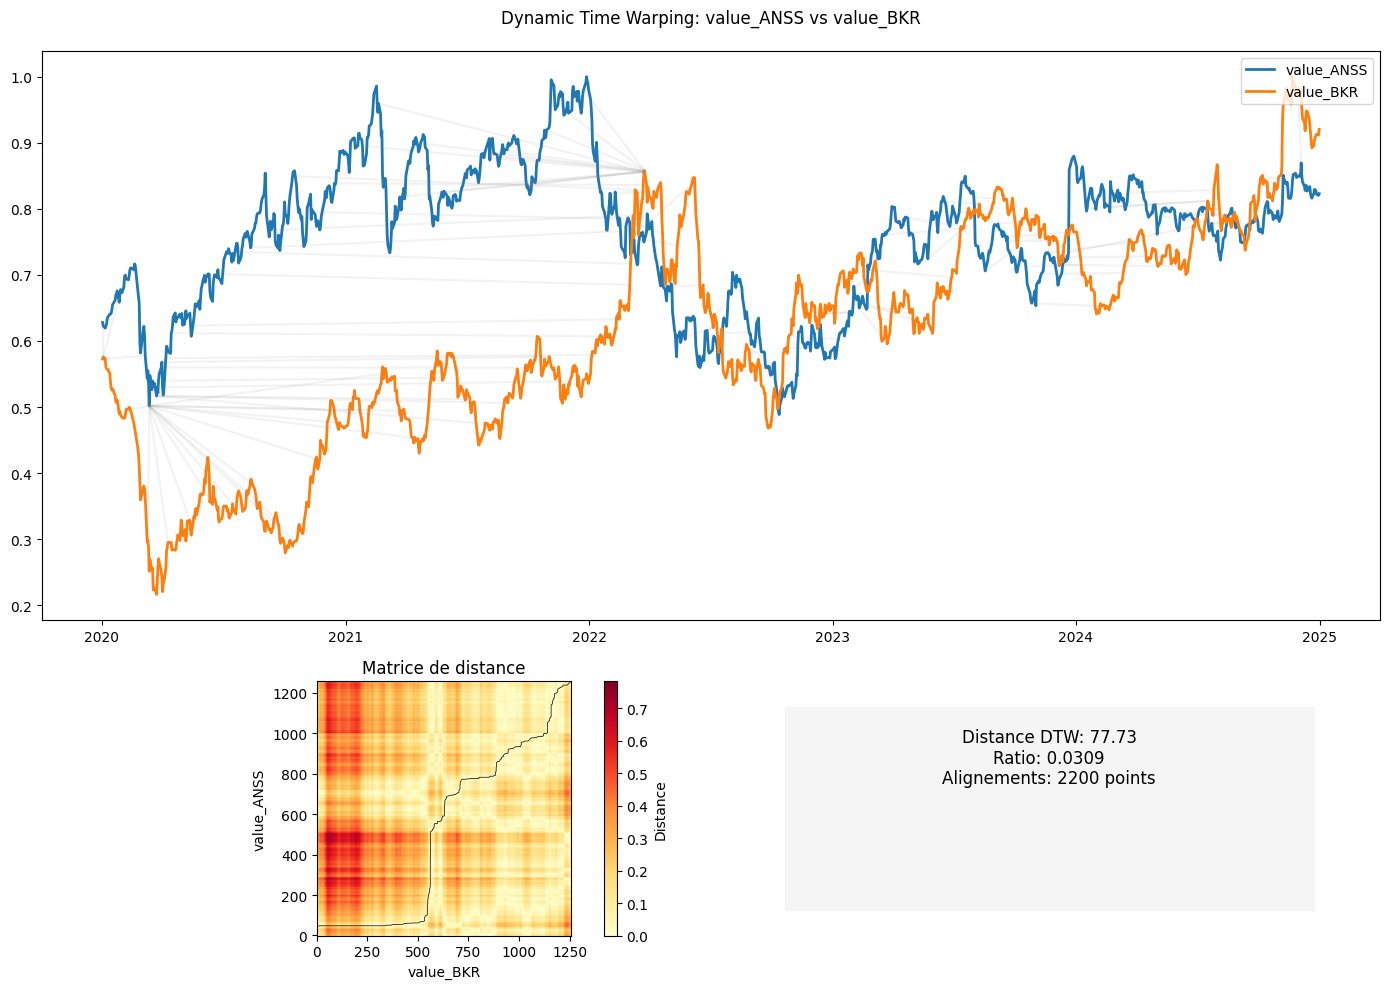 Dynamic Time Warping: value_ANSS vs value_BKR
value_ANSS
value_BKR
1.0
0.9
0.8
0.7
0.6
0.5
0.4
0.3
0.2
2020 2021 2022 2023 2024 2025
Matrice de distance
value_ANSS
1200
1000
800
600
400
200
0
0 250 500 750 1000 1250
value_BKR
0.7
0.6
0.5
0.4
0.3
0.2
0.1
0.0
Distance
Distance DTW: 77.73
Ratio: 0.0309
Alignements: 2200 points